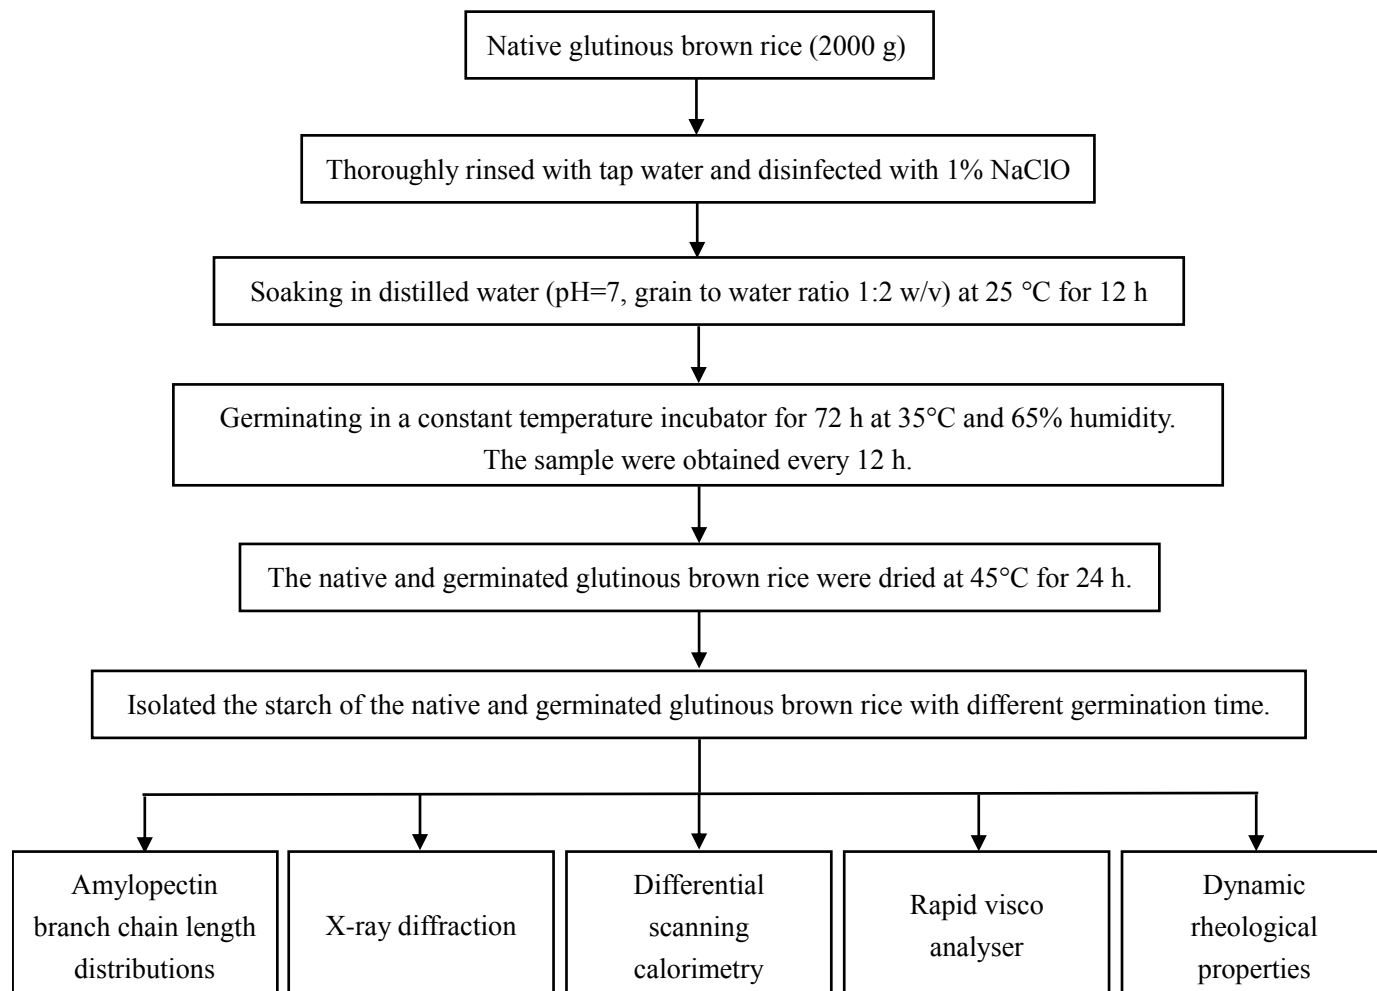 Native glutinous brown rice (2000 g)
Thoroughly rinsed with tap water and disinfected with 1% NaClO
Soaking in distilled water (pH=7, grain to water ratio 1:2 w/v) at 25 °C for 12 h
Germinating in a constant temperature incubator for 72 h at 35°C and 65% humidity.
The sample were obtained every 12 h.
The native and germinated glutinous brown rice were dried at 45°C for 24 h.
Isolated the starch of the native and germinated glutinous brown rice with different germination time.
Amylopectin
branch chain length
distributions
X-ray diffraction
Differential
scanning
calorimetry
Rapid visco
analyser
Dynamic
rheological
properties